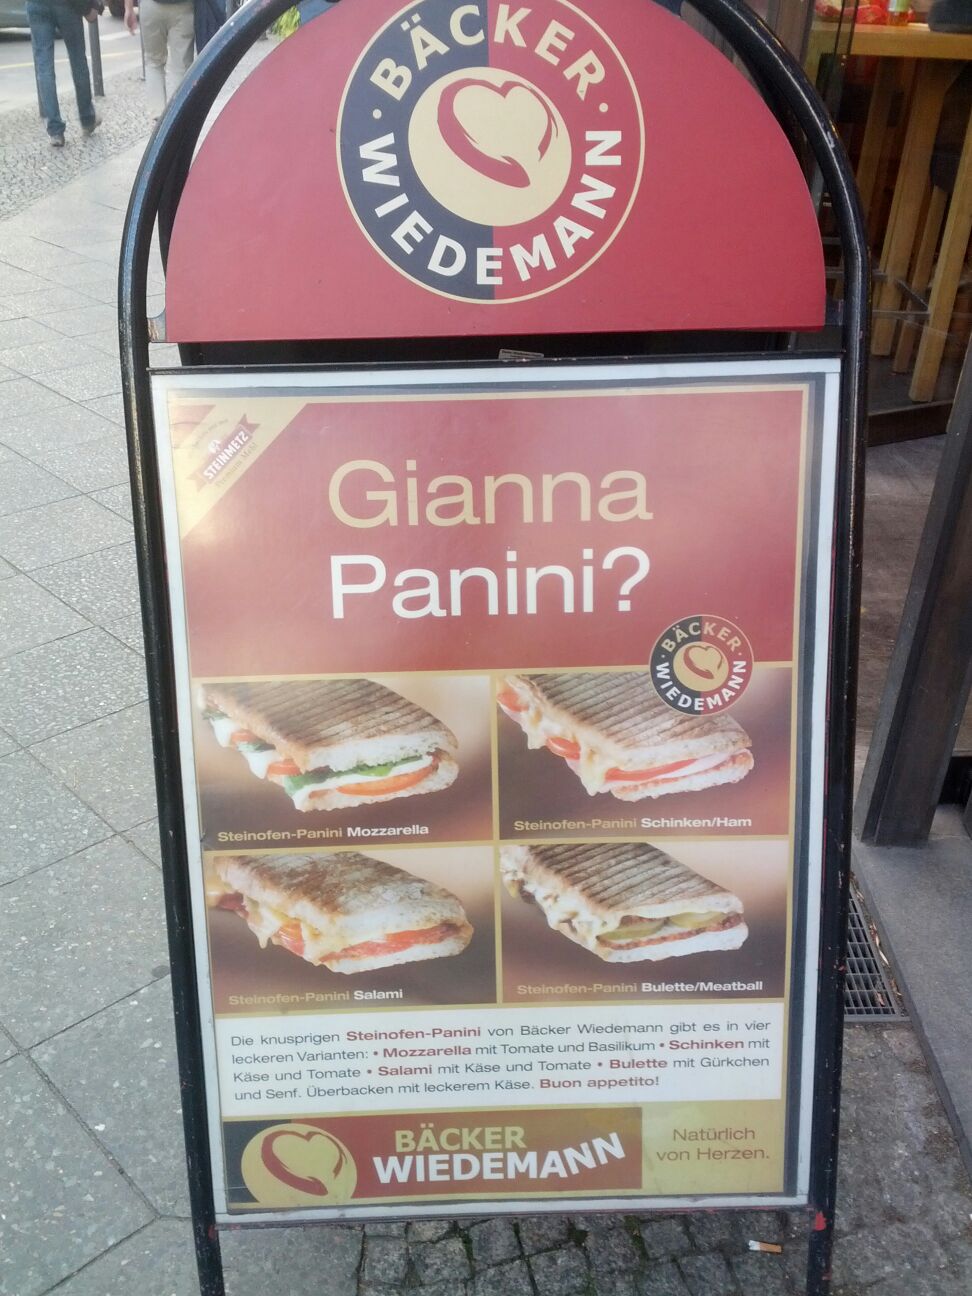 BÄCKER
WIEDEMANN
STEINMETZ
Premium Mehl
Gianna
Panini?
BÄCKER
WIEDEMANN
Steinofen-Panini Mozzarella
Steinofen-Panini Schinken/Ham
Steinofen-Panini Salami
Steinofen-Panini Bulette/Meatball
Die knusprigen Steinofen-Panini von Bäcker Wiedemann gibt es in vier
leckeren Varianten: • Mozzarella mit Tomate und Basilikum • Schinken mit
Käse und Tomate • Salami mit Käse und Tomate • Bulette mit Gürkchen
und Senf. Überbacken mit leckerem Käse. Buon appetito!
BÄCKER
WIEDEMANN
Natürlich
von Herzen.